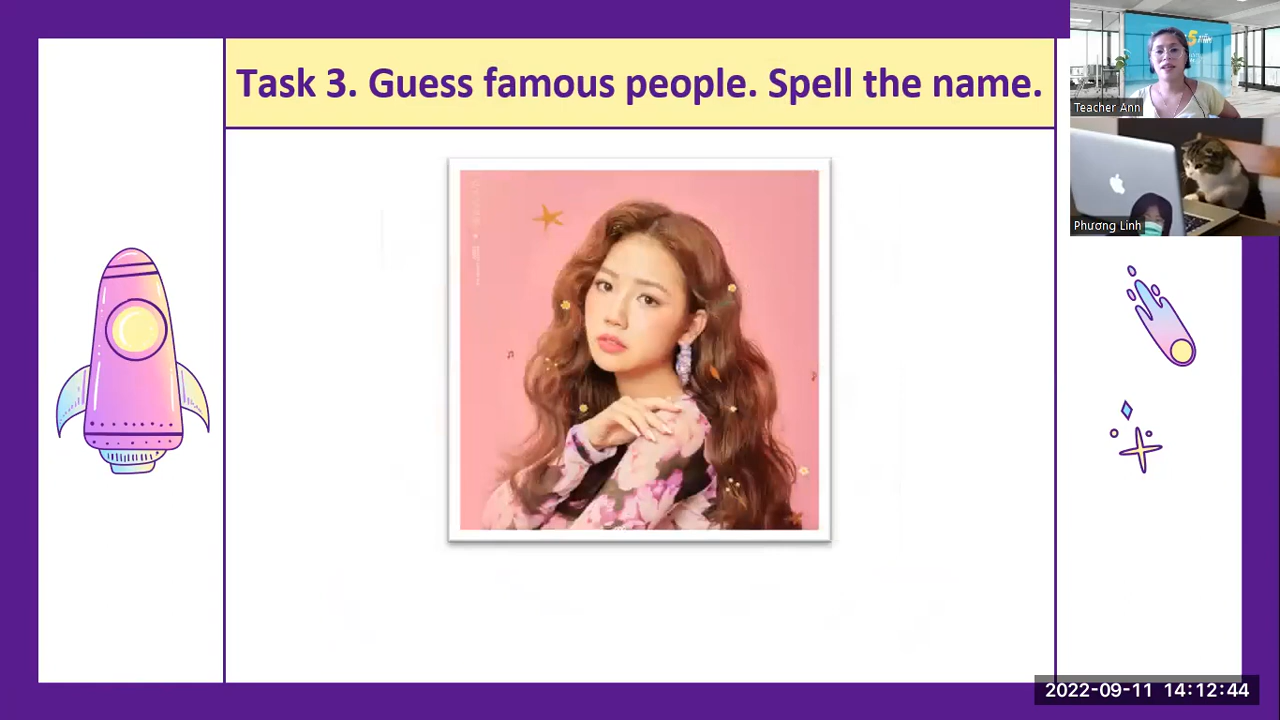 Task 3. Guess famous people. Spell the name.
Teacher Ann
Phương Linh
2022-09-11 14:12:44